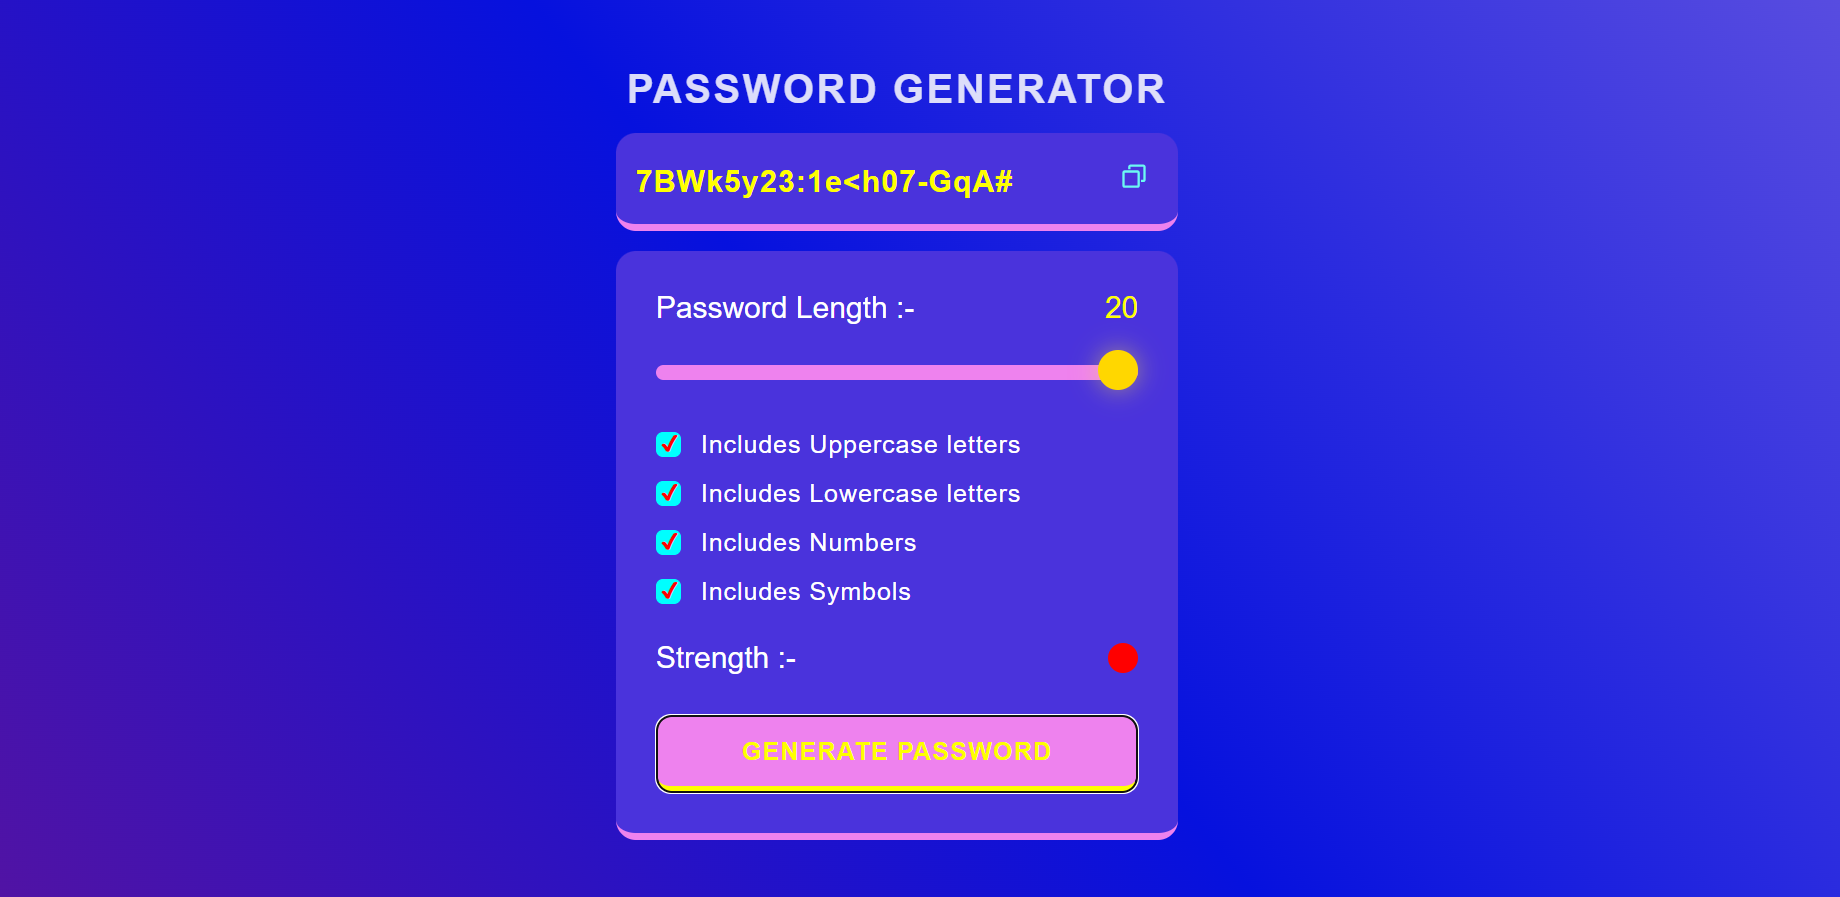 PASSWORD GENERATOR
7BWk5y23:1e<h07-GqA#
Password Length :- 20
Includes Uppercase letters
Includes Lowercase letters
Includes Numbers
Includes Symbols
Strength :-
GENERATE PASSWORD